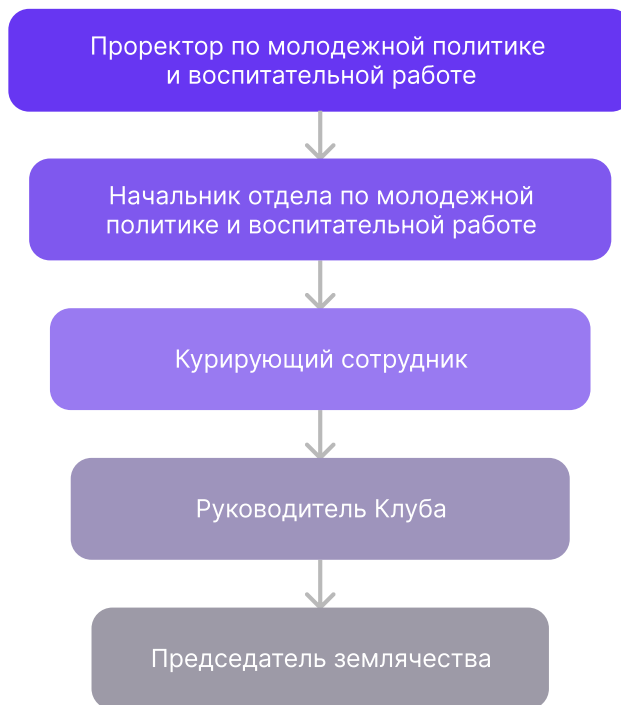 Проректор по молодежной политике
и воспитательной работе
Начальник отдела по молодежной
политике и воспитательной работе
Курирующий сотрудник
Руководитель Клуба
Председатель землячества